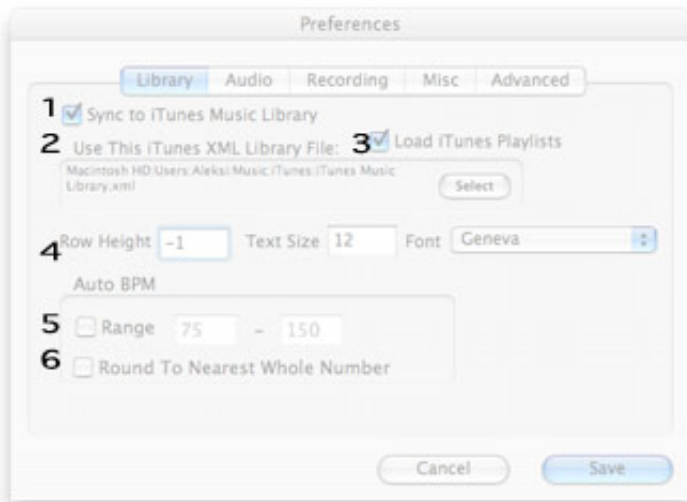 Preferences
Library Audio Recording Misc Advanced
1 Sync to iTunes Music Library
2 Use This iTunes XML Library File: 3 Load iTunes Playlists
Macintosh HD:Users:Aleksi:Music:iTunes:iTunes Music
Library.xml
Select
4 Row Height -1 Text Size 12 Font Geneva
Auto BPM
5 Range 75 - 150
6 Round To Nearest Whole Number
Cancel Save